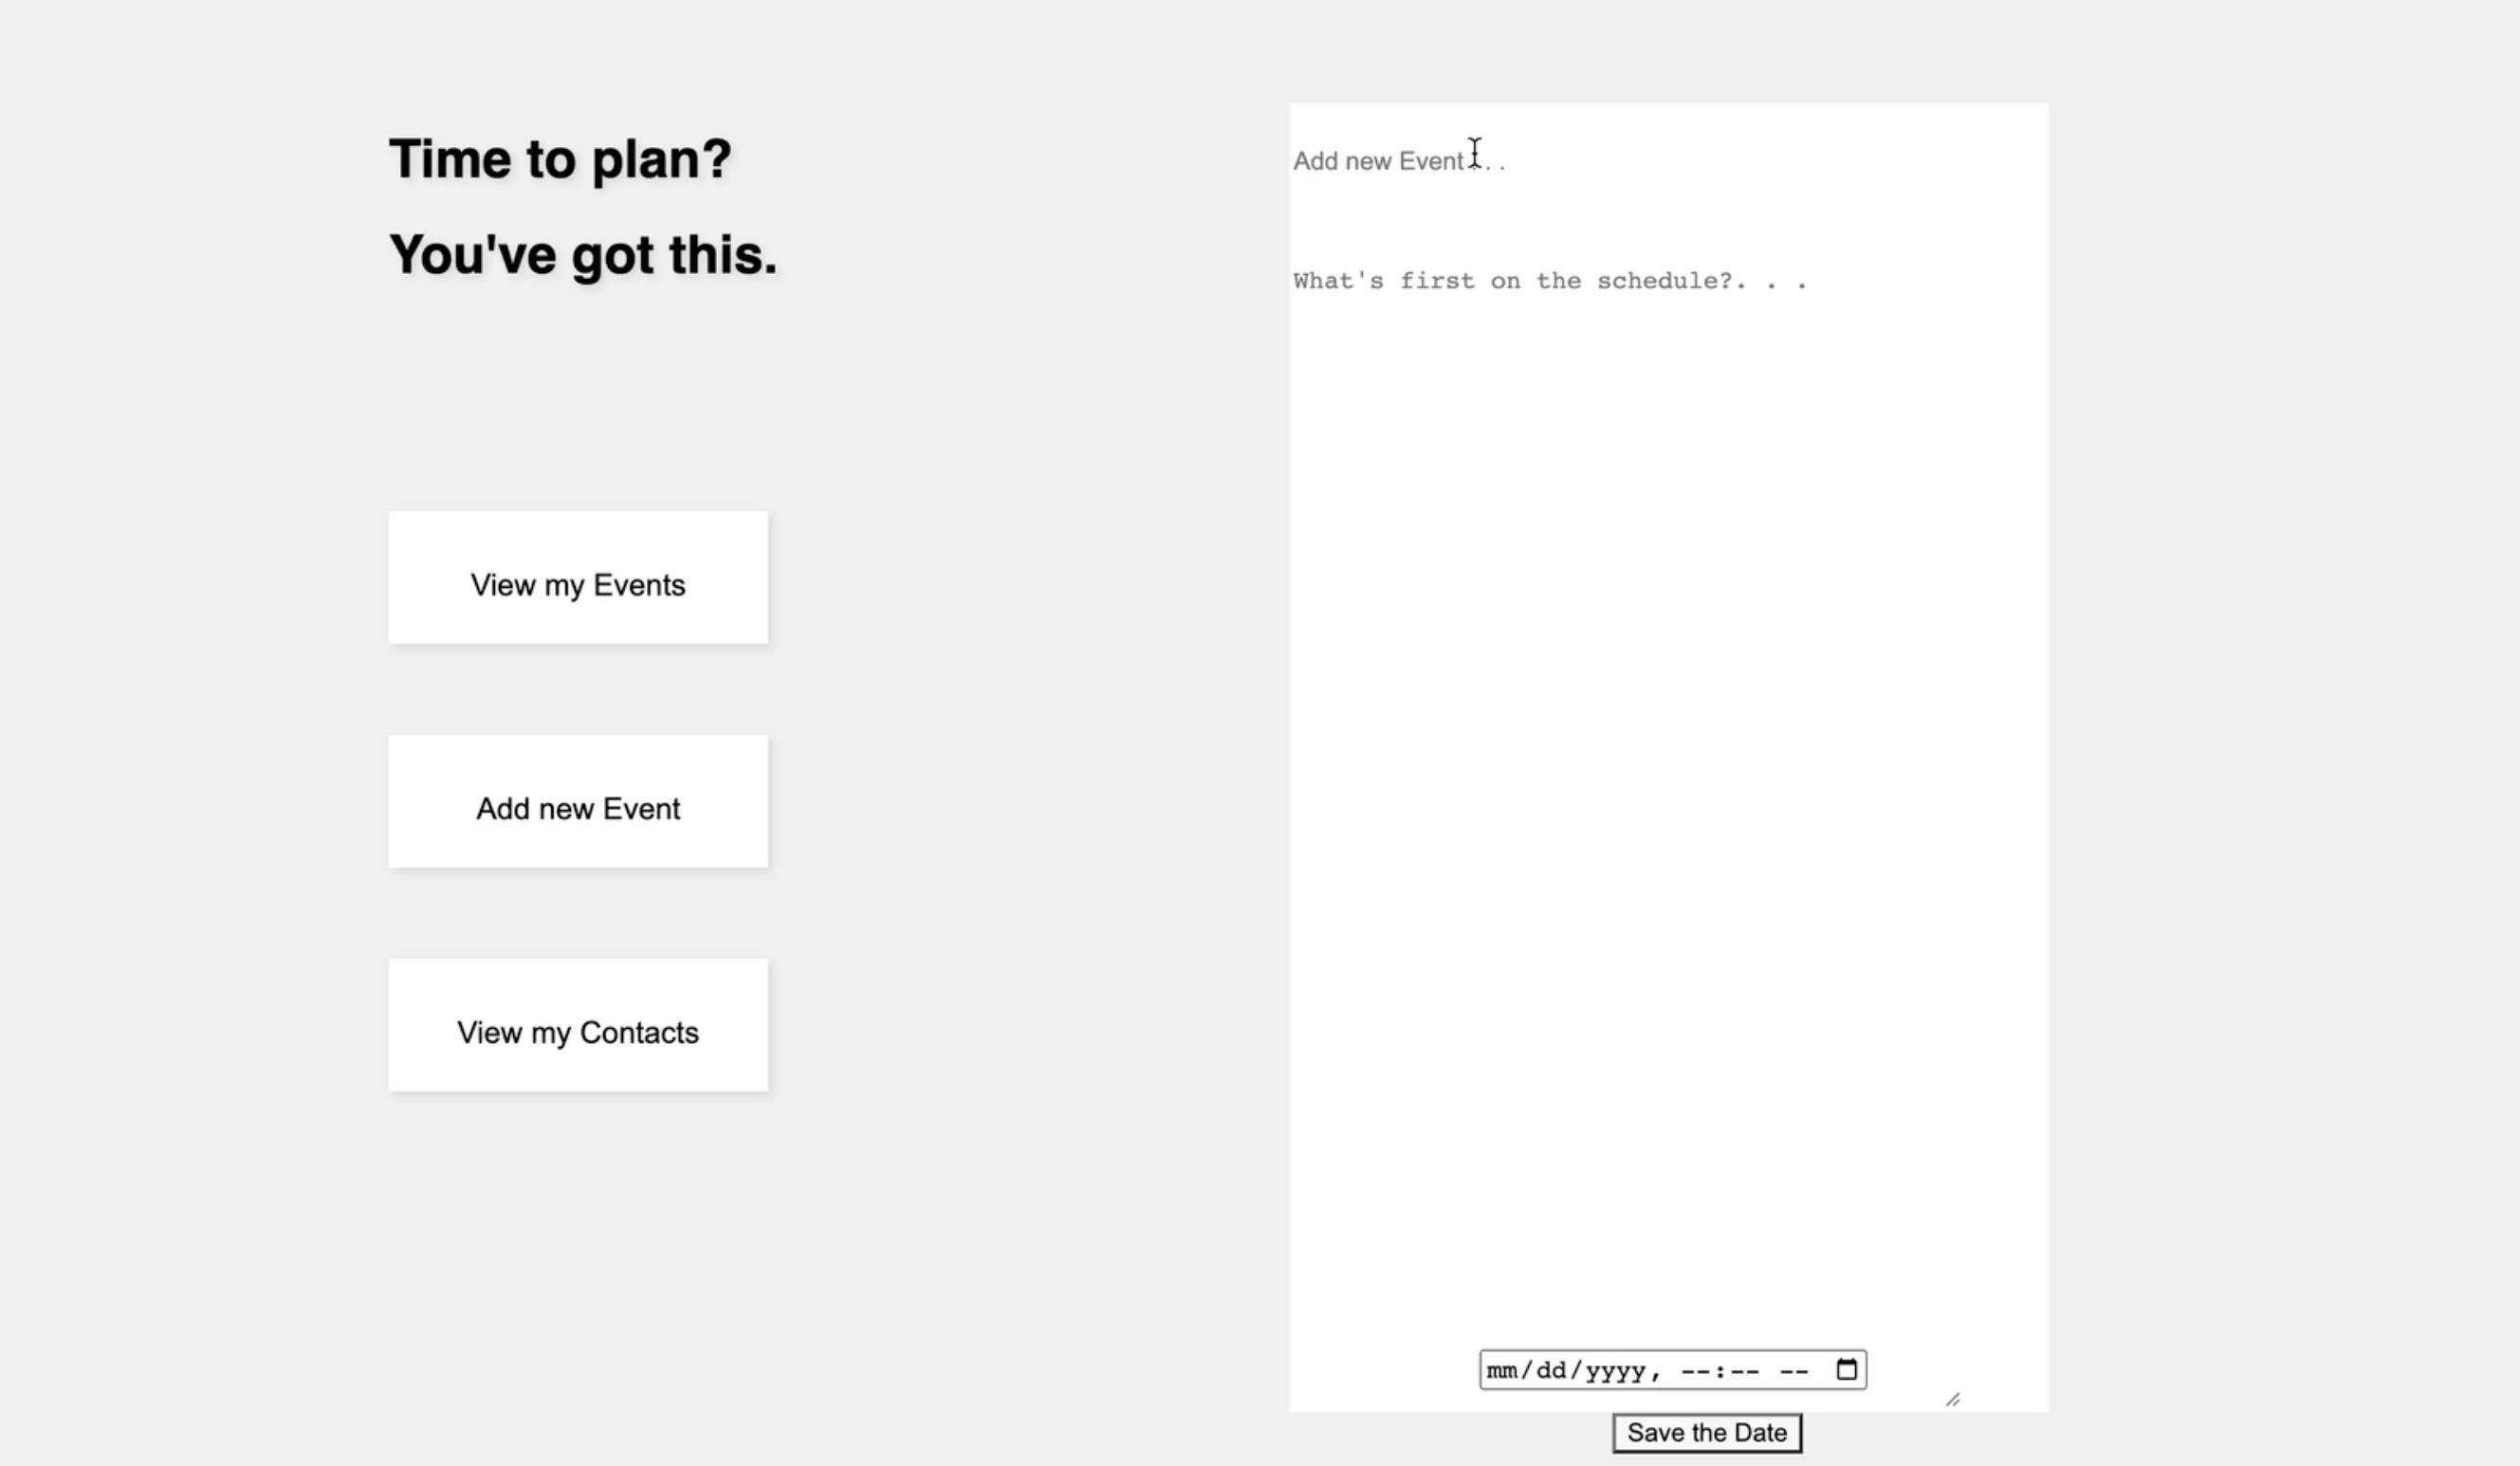 Time to plan?
You've got this.
View my Events
Add new Event
View my Contacts
Add new Event . . .
What's first on the schedule?. . .
mm/dd/yyyy, --:-- --
Save the Date